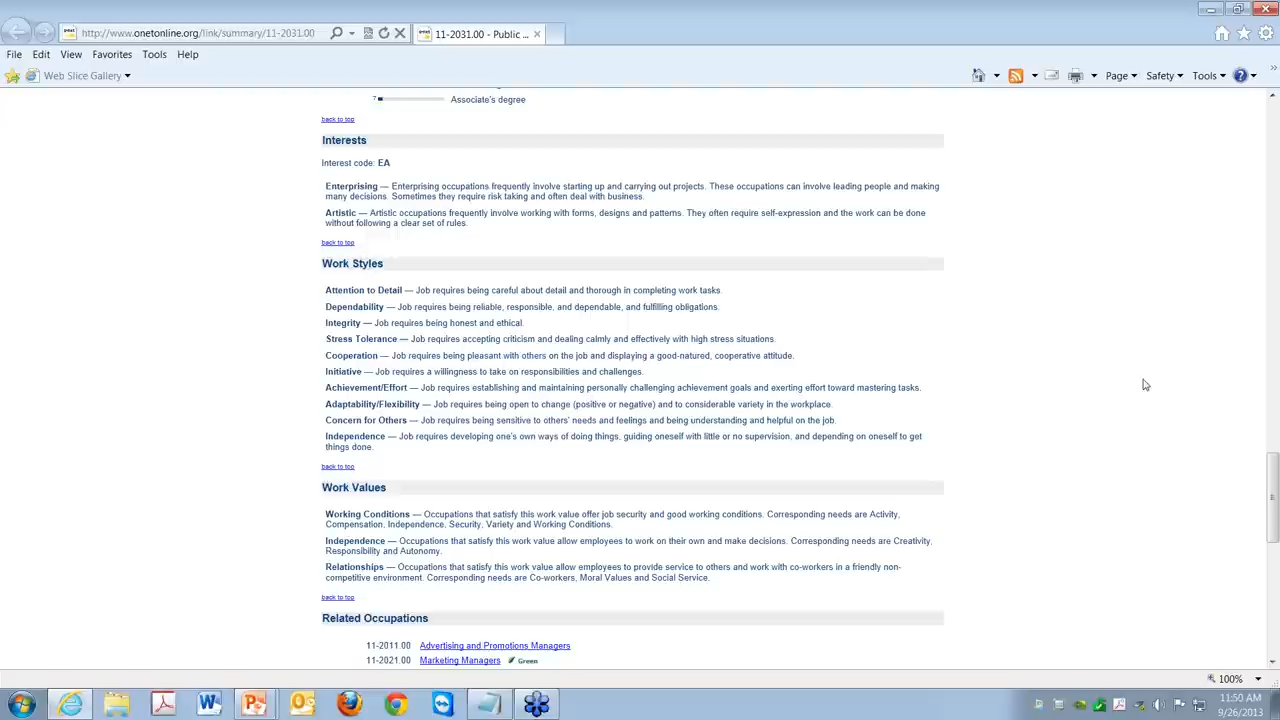 http://www.onetonline.org/link/summary/11-2031.00
11-2031.00 - Public ...
File Edit View Favorites Tools Help
Web Slice Gallery
Page Safety Tools
7 Associate's degree
back to top
Interests
Interest code: EA
Enterprising — Enterprising occupations frequently involve starting up and carrying out projects. These occupations can involve leading people and making
many decisions. Sometimes they require risk taking and often deal with business.
Artistic — Artistic occupations frequently involve working with forms, designs and patterns. They often require self-expression and the work can be done
without following a clear set of rules.
back to top
Work Styles
Attention to Detail — Job requires being careful about detail and thorough in completing work tasks.
Dependability — Job requires being reliable, responsible, and dependable, and fulfilling obligations.
Integrity — Job requires being honest and ethical.
Stress Tolerance — Job requires accepting criticism and dealing calmly and effectively with high stress situations.
Cooperation — Job requires being pleasant with others on the job and displaying a good-natured, cooperative attitude.
Initiative — Job requires a willingness to take on responsibilities and challenges.
Achievement/Effort — Job requires establishing and maintaining personally challenging achievement goals and exerting effort toward mastering tasks.
Adaptability/Flexibility — Job requires being open to change (positive or negative) and to considerable variety in the workplace.
Concern for Others — Job requires being sensitive to others' needs and feelings and being understanding and helpful on the job.
Independence — Job requires developing one's own ways of doing things, guiding oneself with little or no supervision, and depending on oneself to get
things done.
back to top
Work Values
Working Conditions — Occupations that satisfy this work value offer job security and good working conditions. Corresponding needs are Activity,
Compensation, Independence, Security, Variety and Working Conditions.
Independence — Occupations that satisfy this work value allow employees to work on their own and make decisions. Corresponding needs are Creativity,
Responsibility and Autonomy.
Relationships — Occupations that satisfy this work value allow employees to provide service to others and work with co-workers in a friendly non-
competitive environment. Corresponding needs are Co-workers, Moral Values and Social Service.
back to top
Related Occupations
11-2011.00 Advertising and Promotions Managers
11-2021.00 Marketing Managers Green
100%
11:50 AM
9/26/2013